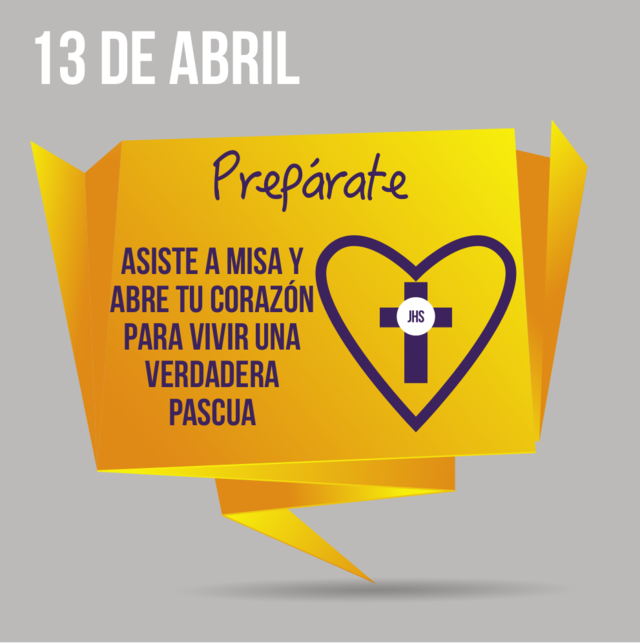 13 DE ABRIL
Prepárate
ASISTE A MISA Y
ABRE TU CORAZÓN
PARA VIVIR UNA
VERDADERA
PASCUA
JHS